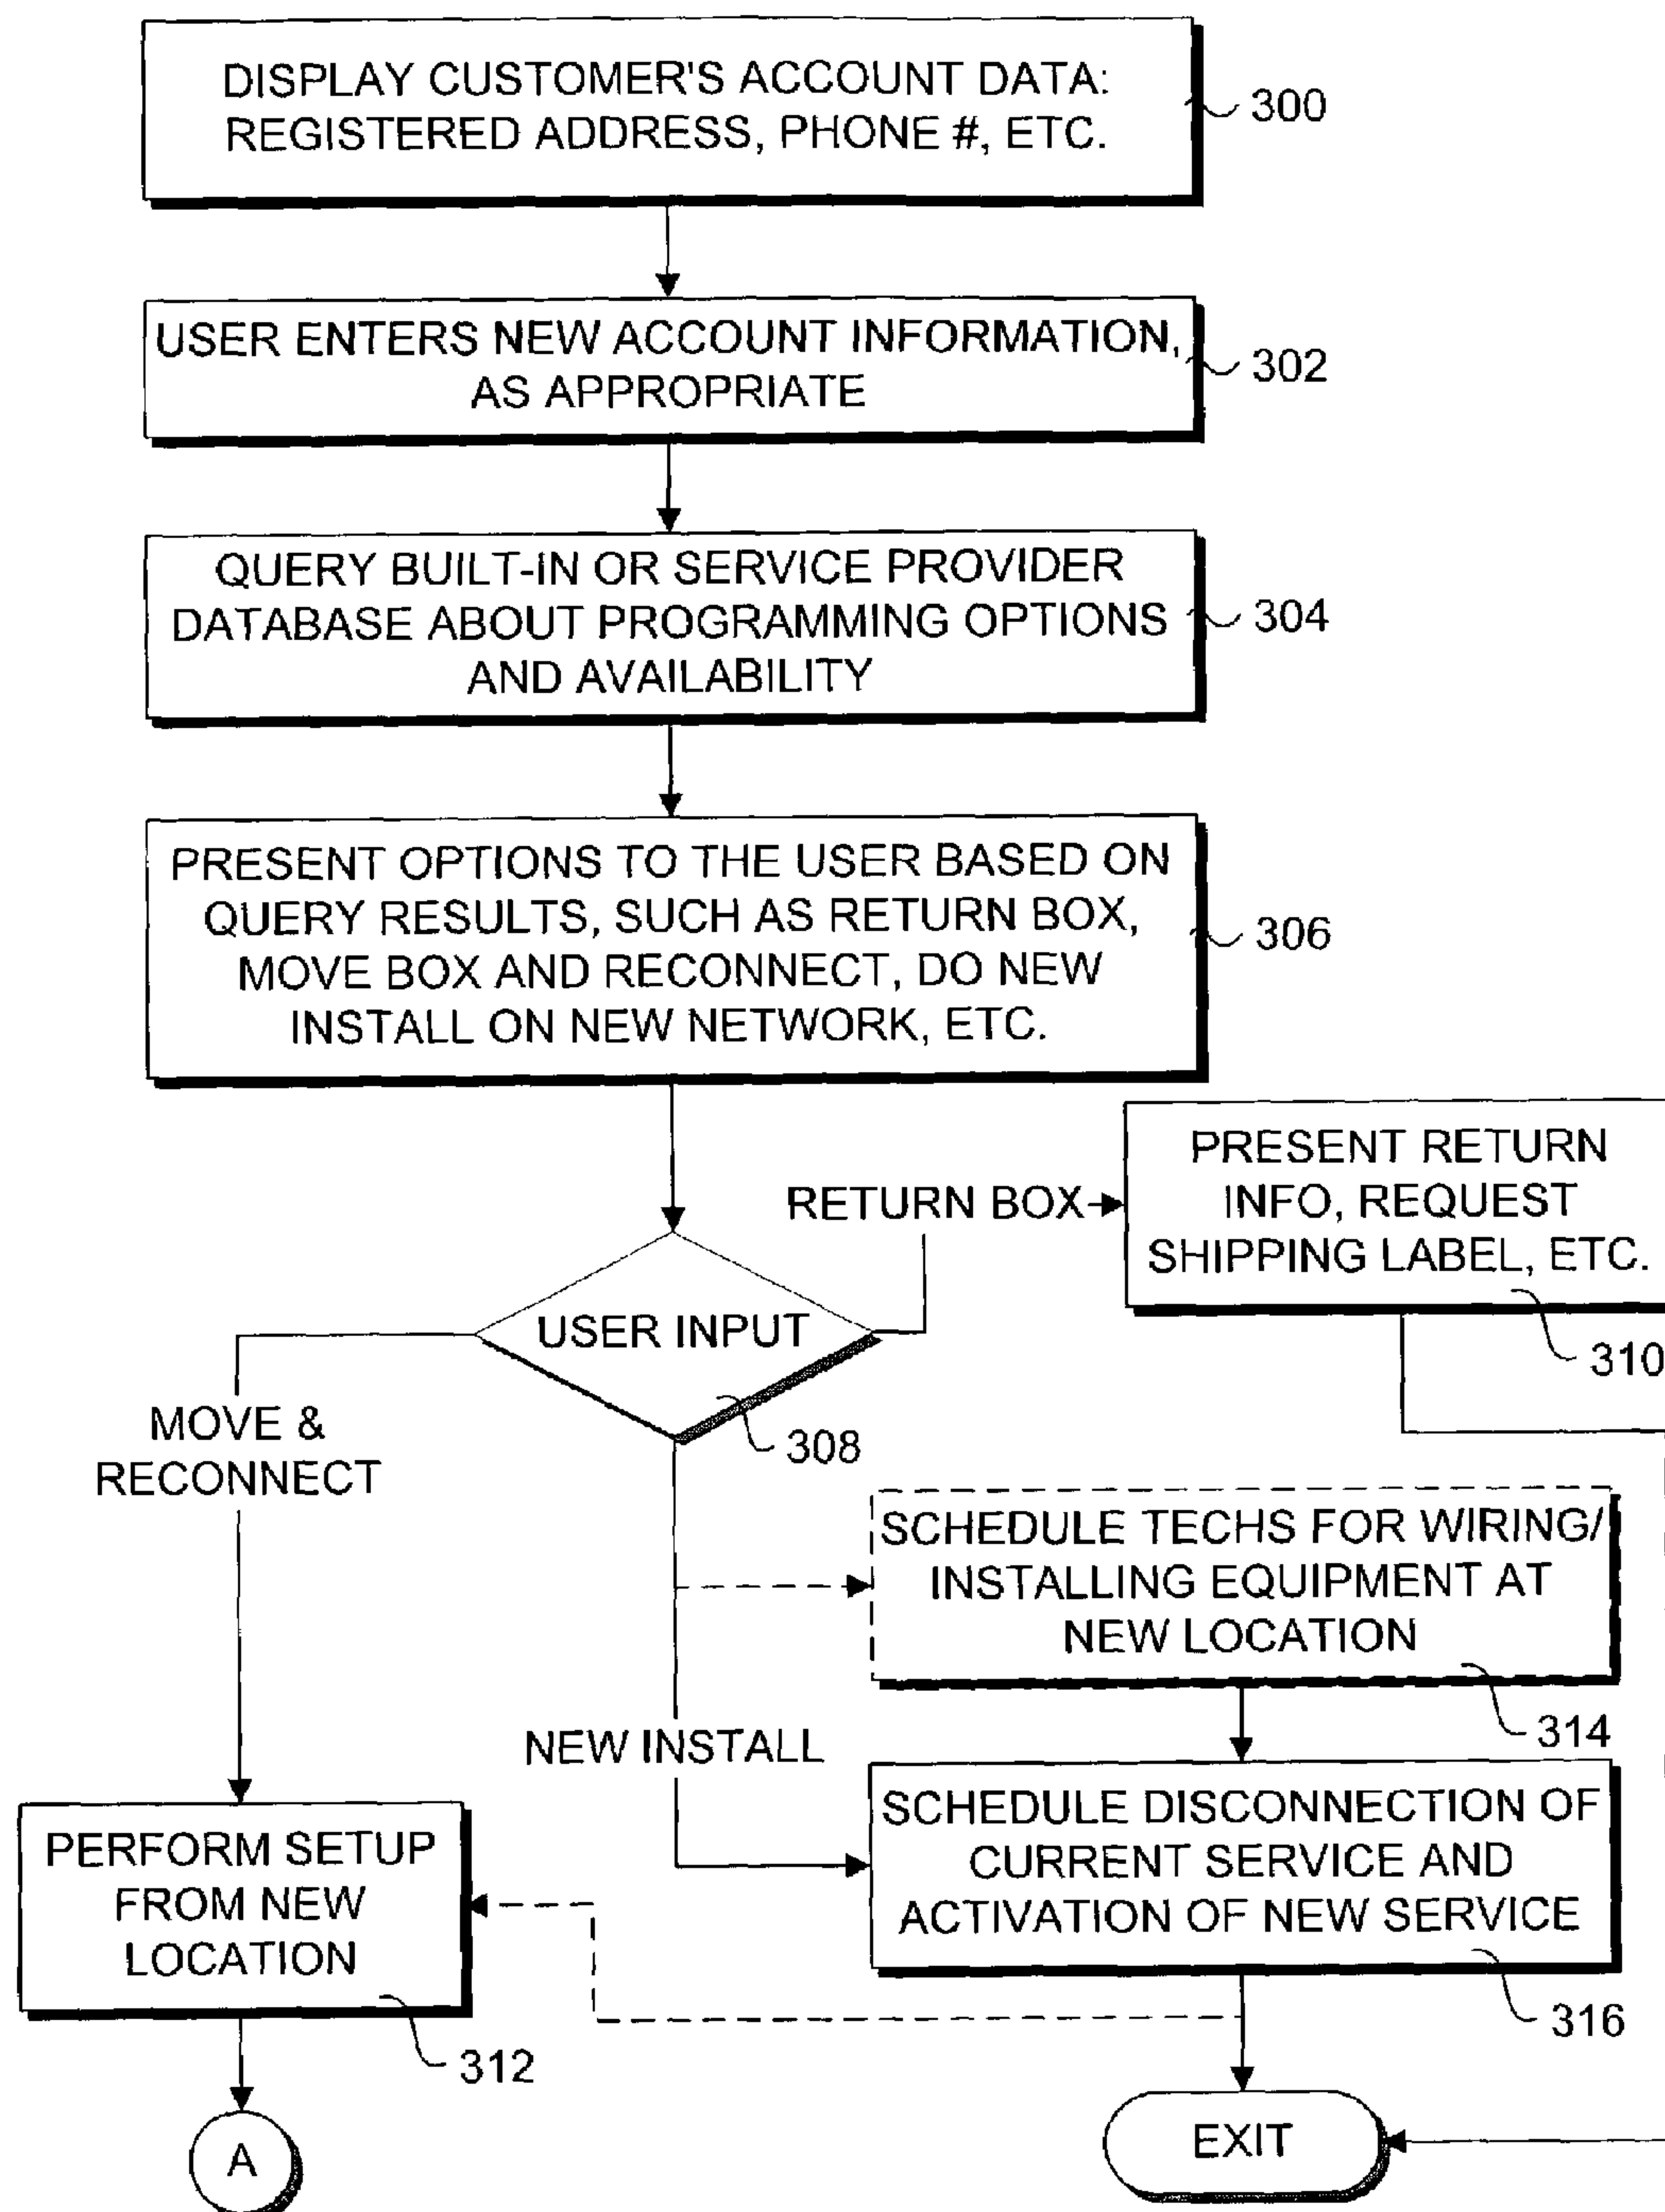 DISPLAY CUSTOMER'S ACCOUNT DATA:
REGISTERED ADDRESS, PHONE #, ETC.
300
USER ENTERS NEW ACCOUNT INFORMATION,
AS APPROPRIATE
302
QUERY BUILT-IN OR SERVICE PROVIDER
DATABASE ABOUT PROGRAMMING OPTIONS
AND AVAILABILITY
304
PRESENT OPTIONS TO THE USER BASED ON
QUERY RESULTS, SUCH AS RETURN BOX,
MOVE BOX AND RECONNECT, DO NEW
INSTALL ON NEW NETWORK, ETC.
306
RETURN BOX
PRESENT RETURN
INFO, REQUEST
SHIPPING LABEL, ETC.
310
USER INPUT
308
MOVE &
RECONNECT
SCHEDULE TECHS FOR WIRING/
INSTALLING EQUIPMENT AT
NEW LOCATION
314
NEW INSTALL
SCHEDULE DISCONNECTION OF
CURRENT SERVICE AND
ACTIVATION OF NEW SERVICE
316
PERFORM SETUP
FROM NEW
LOCATION
312
A
EXIT